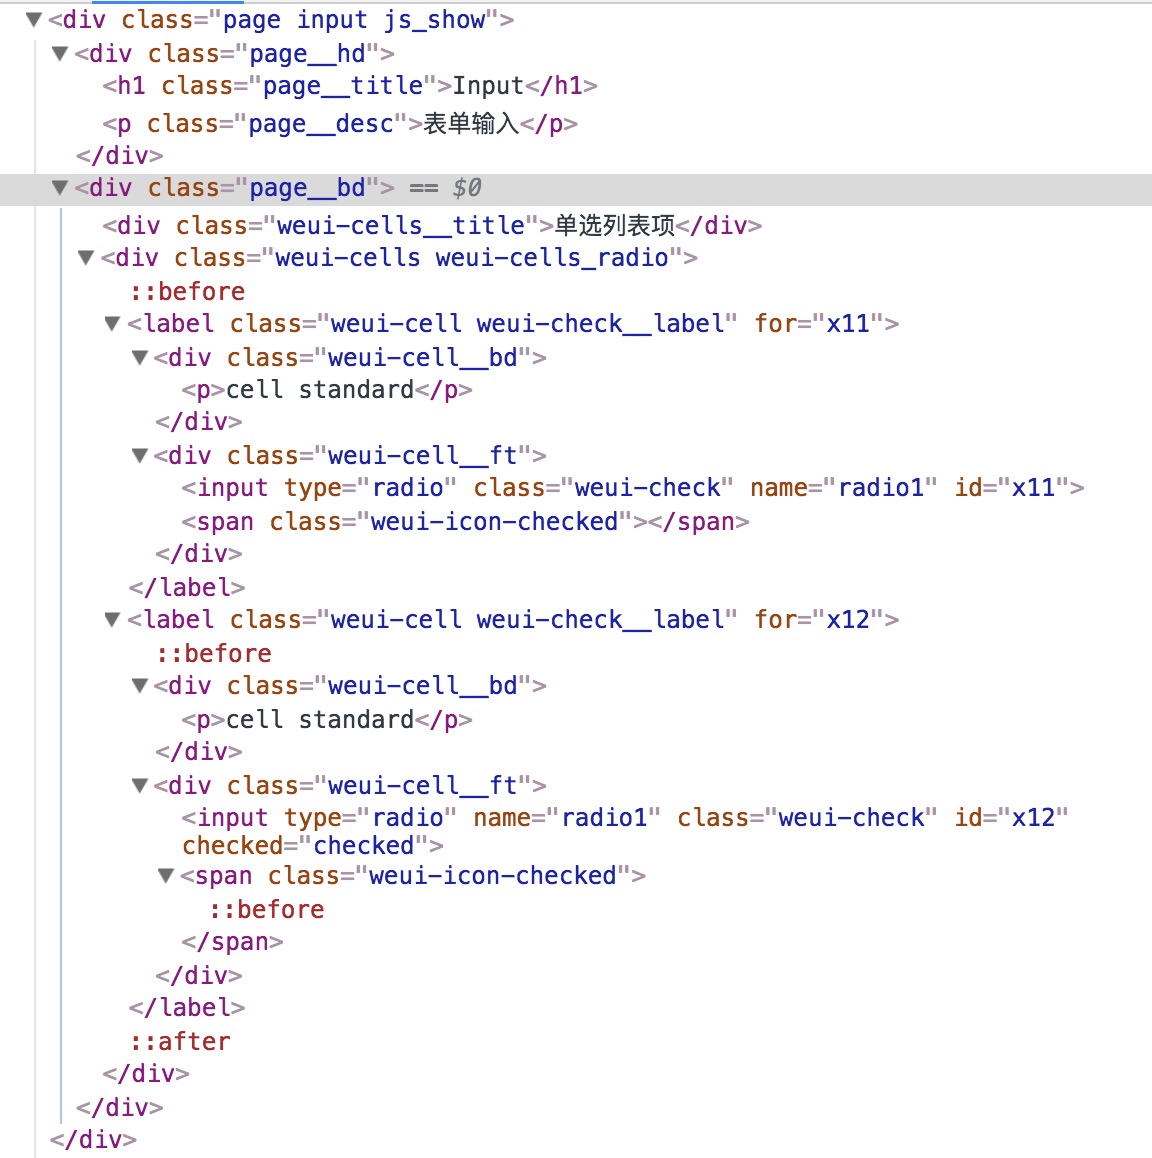 <div class="page input js_show">
<div class="page__hd">
<h1 class="page__title">Input</h1>
<p class="page__desc">表单输入</p>
</div>
<div class="page__bd"> == $0
<div class="weui-cells__title">单选列表项</div>
<div class="weui-cells weui-cells_radio">
::before
<label class="weui-cell weui-check__label" for="x11">
<div class="weui-cell__bd">
<p>cell standard</p>
</div>
<div class="weui-cell__ft">
<input type="radio" class="weui-check" name="radio1" id="x11">
<span class="weui-icon-checked"></span>
</div>
</label>
<label class="weui-cell weui-check__label" for="x12">
::before
<div class="weui-cell__bd">
<p>cell standard</p>
</div>
<div class="weui-cell__ft">
<input type="radio" name="radio1" class="weui-check" id="x12"
checked="checked">
<span class="weui-icon-checked">
::before
</span>
</div>
</label>
::after
</div>
</div>
</div>